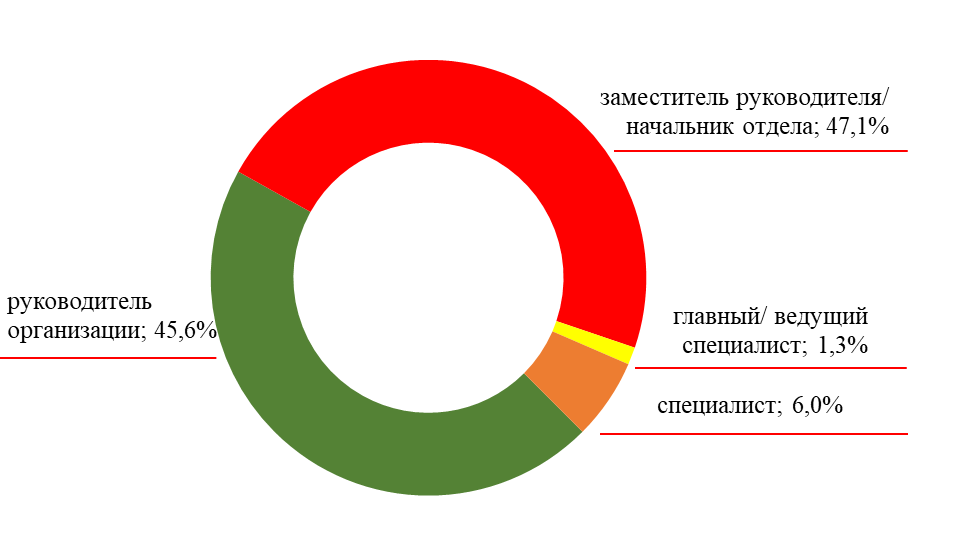 заместитель руководителя/
начальник отдела; 47,1%
руководитель
организации; 45,6%
главный/ ведущий
специалист; 1,3%
специалист; 6,0%